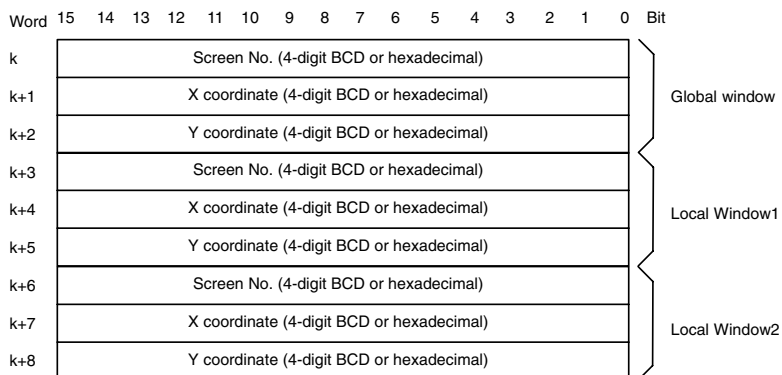 Word 15 14 13 12 11 10 9 8 7 6 5 4 3 2 1 0 Bit
k Screen No. (4-digit BCD or hexadecimal)
k+1 X coordinate (4-digit BCD or hexadecimal) Global window
k+2 Y coordinate (4-digit BCD or hexadecimal)
k+3 Screen No. (4-digit BCD or hexadecimal)
k+4 X coordinate (4-digit BCD or hexadecimal) Local Window1
k+5 Y coordinate (4-digit BCD or hexadecimal)
k+6 Screen No. (4-digit BCD or hexadecimal)
k+7 X coordinate (4-digit BCD or hexadecimal) Local Window2
k+8 Y coordinate (4-digit BCD or hexadecimal)